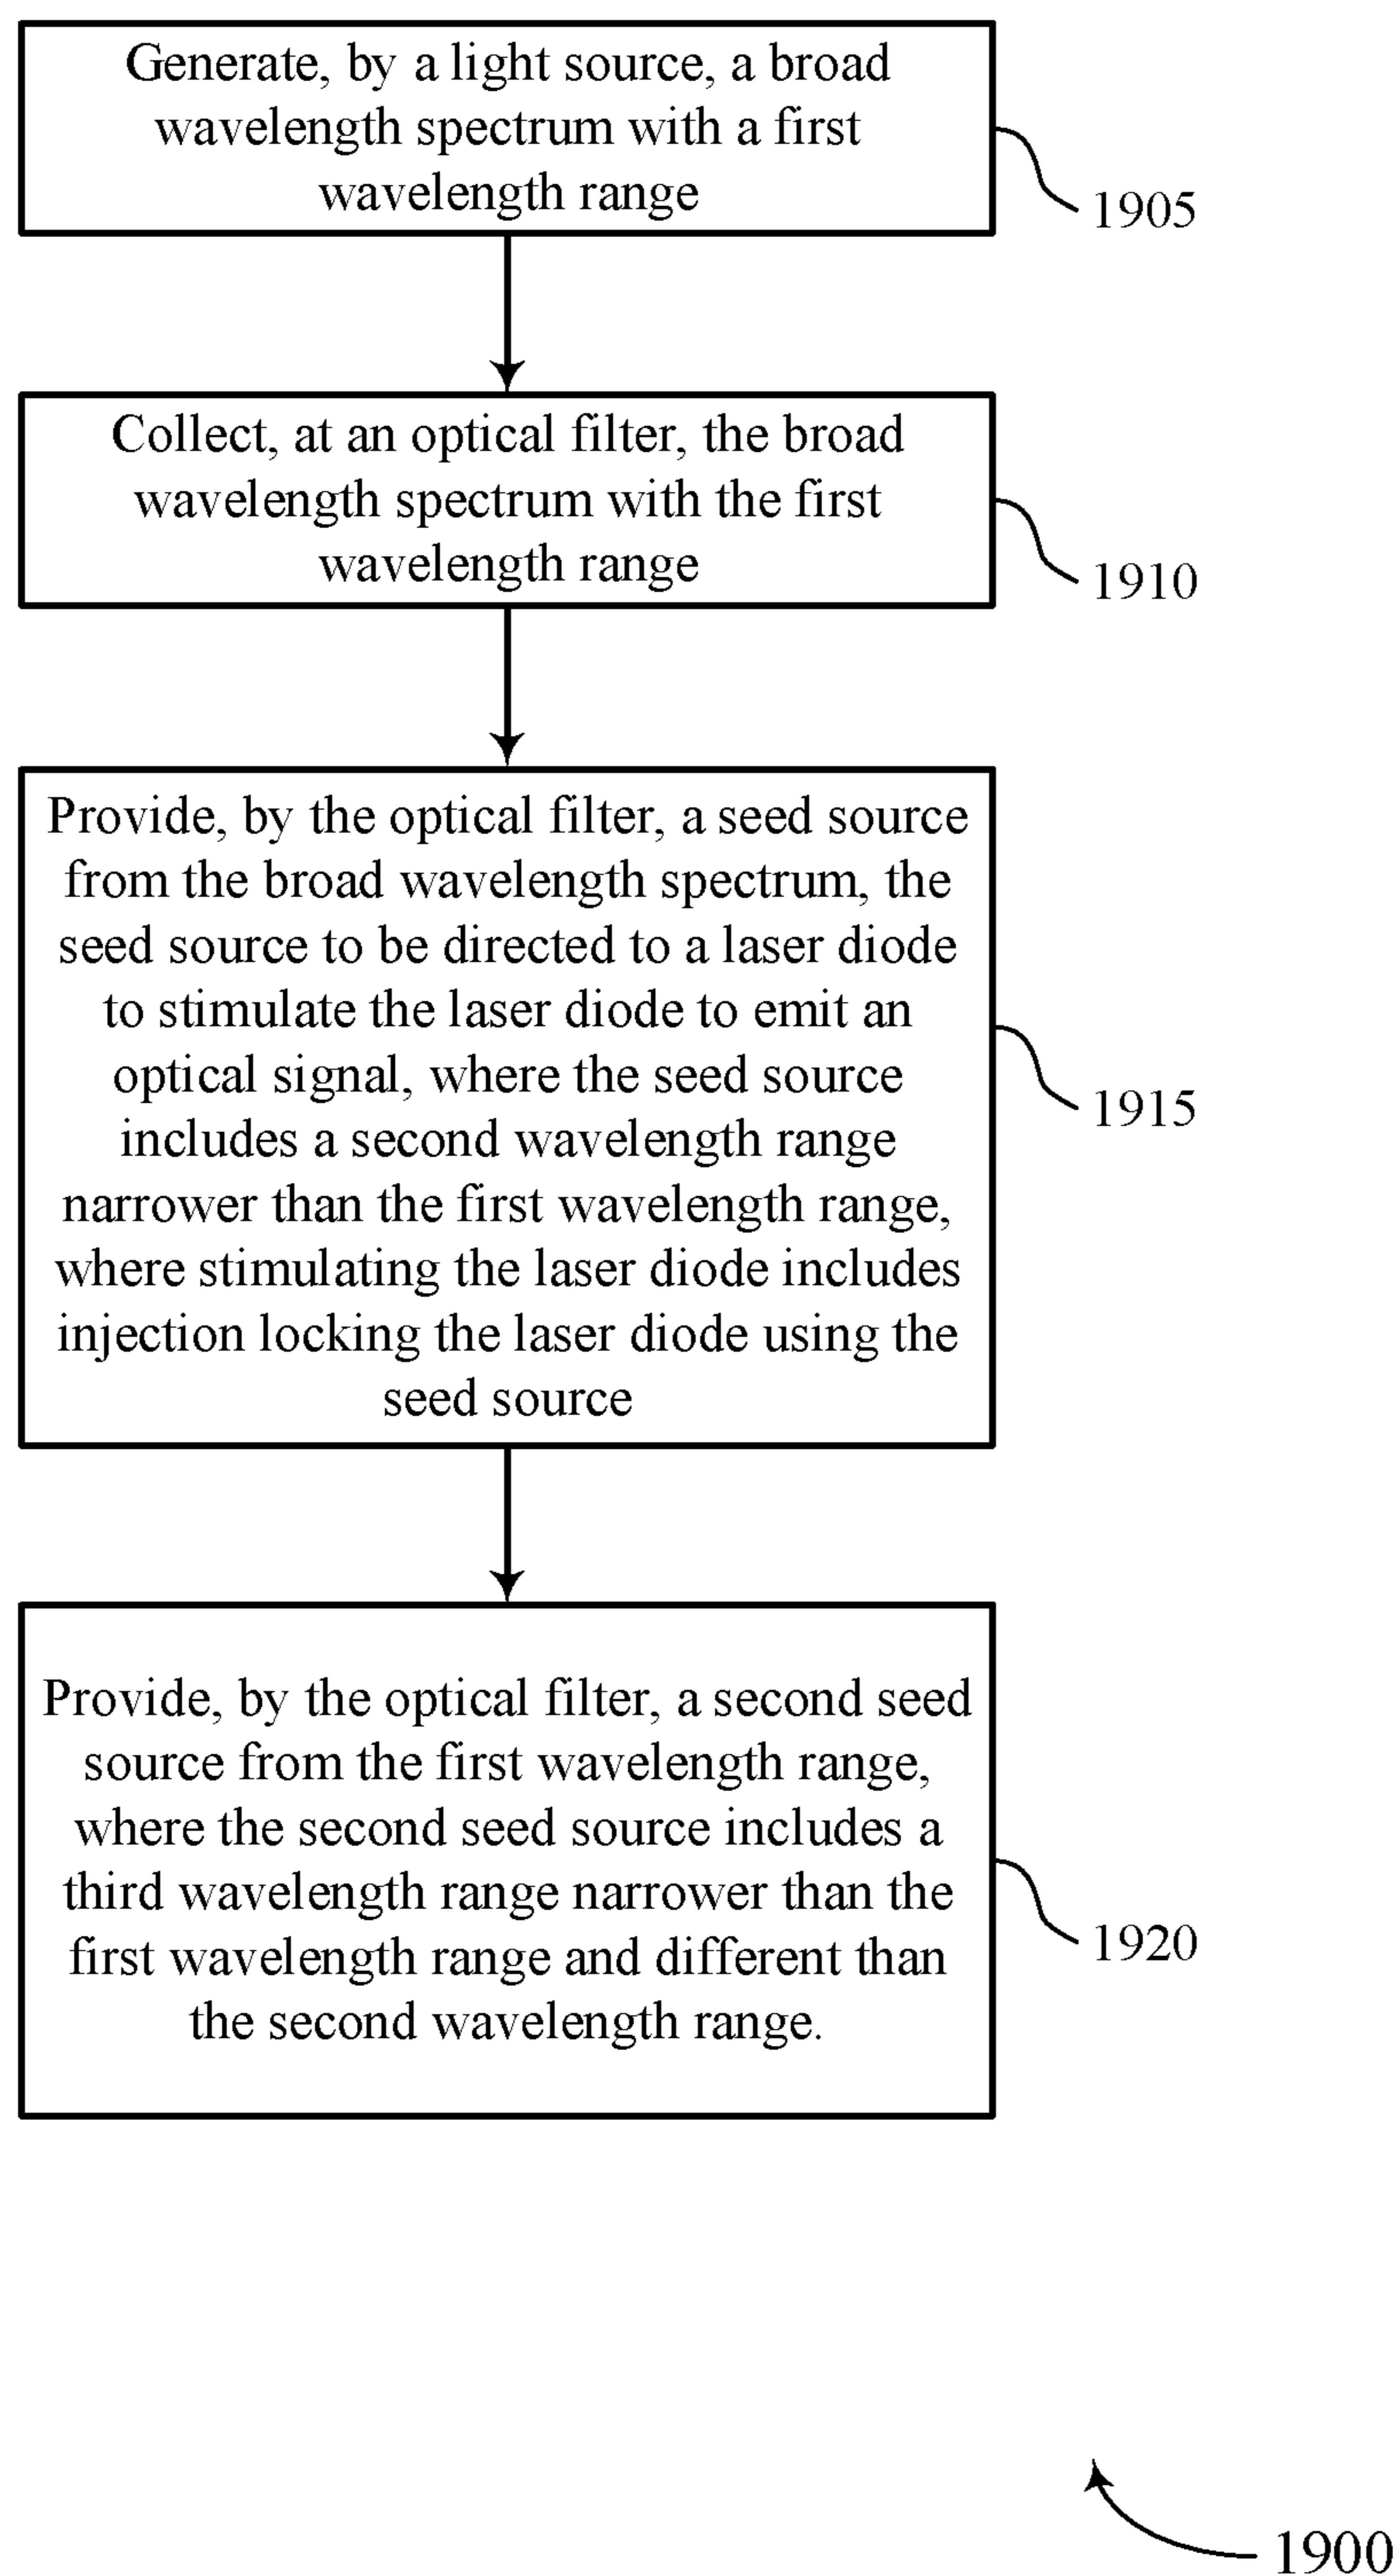 Generate, by a light source, a broad
wavelength spectrum with a first
wavelength range
1905
Collect, at an optical filter, the broad
wavelength spectrum with the first
wavelength range
1910
Provide, by the optical filter, a seed source
from the broad wavelength spectrum, the
seed source to be directed to a laser diode
to stimulate the laser diode to emit an
optical signal, where the seed source
includes a second wavelength range
narrower than the first wavelength range,
where stimulating the laser diode includes
injection locking the laser diode using the
seed source
1915
Provide, by the optical filter, a second seed
source from the first wavelength range,
where the second seed source includes a
third wavelength range narrower than the
first wavelength range and different than
the second wavelength range.
1920
1900